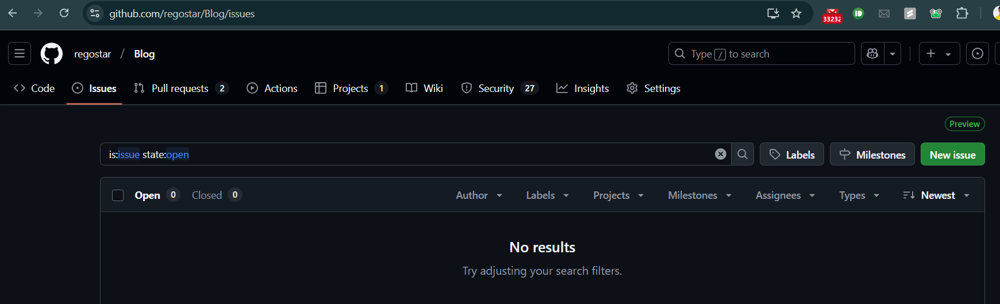 github.com/regostar/Blog/issues
33232
regostar / Blog
Type / to search
Code Issues Pull requests 2 Actions Projects 1 Wiki Security 27 Insights Settings
Preview
is:issue state:open Labels Milestones New issue
Open 0 Closed 0 Author Labels Projects Milestones Assignees Types Newest
No results
Try adjusting your search filters.